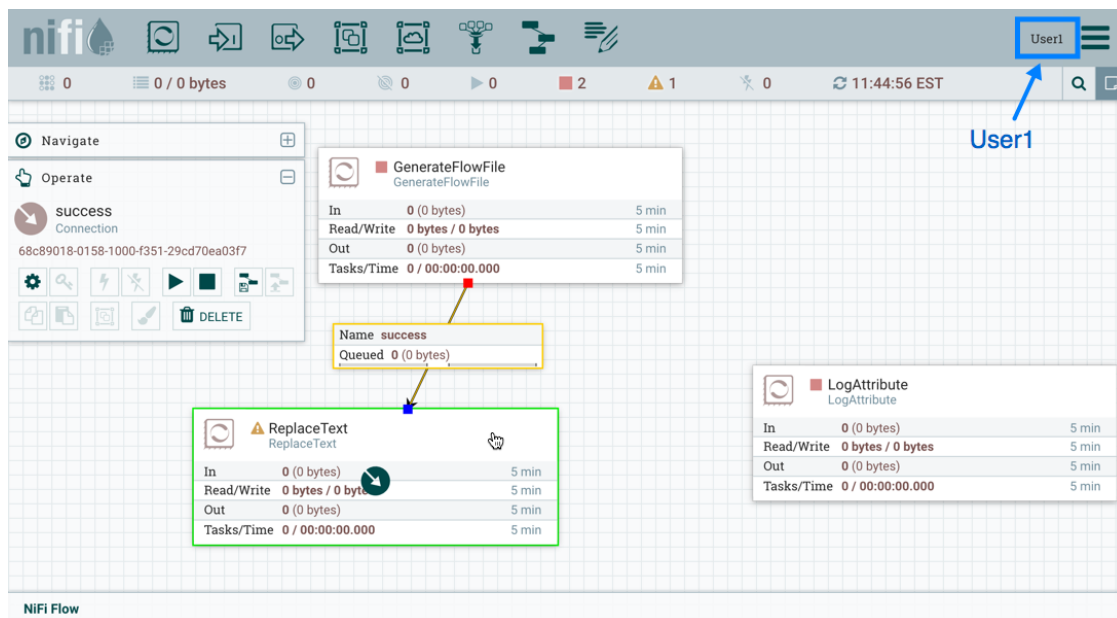 nifi
User1
0 0 / 0 bytes 0 0 0 2 1 0 11:44:56 EST
User1
Navigate
Operate
success
Connection
68c89018-0158-1000-f351-29cd70ea03f7
DELETE
GenerateFlowFile
GenerateFlowFile
In 0 (0 bytes) 5 min
Read/Write 0 bytes / 0 bytes 5 min
Out 0 (0 bytes) 5 min
Tasks/Time 0 / 00:00:00.000 5 min
Name success
Queued 0 (0 bytes)
ReplaceText
ReplaceText
In 0 (0 bytes) 5 min
Read/Write 0 bytes / 0 byte 5 min
Out 0 (0 bytes) 5 min
Tasks/Time 0 / 00:00:00.000 5 min
LogAttribute
LogAttribute
In 0 (0 bytes) 5 min
Read/Write 0 bytes / 0 bytes 5 min
Out 0 (0 bytes) 5 min
Tasks/Time 0 / 00:00:00.000 5 min
NiFi Flow